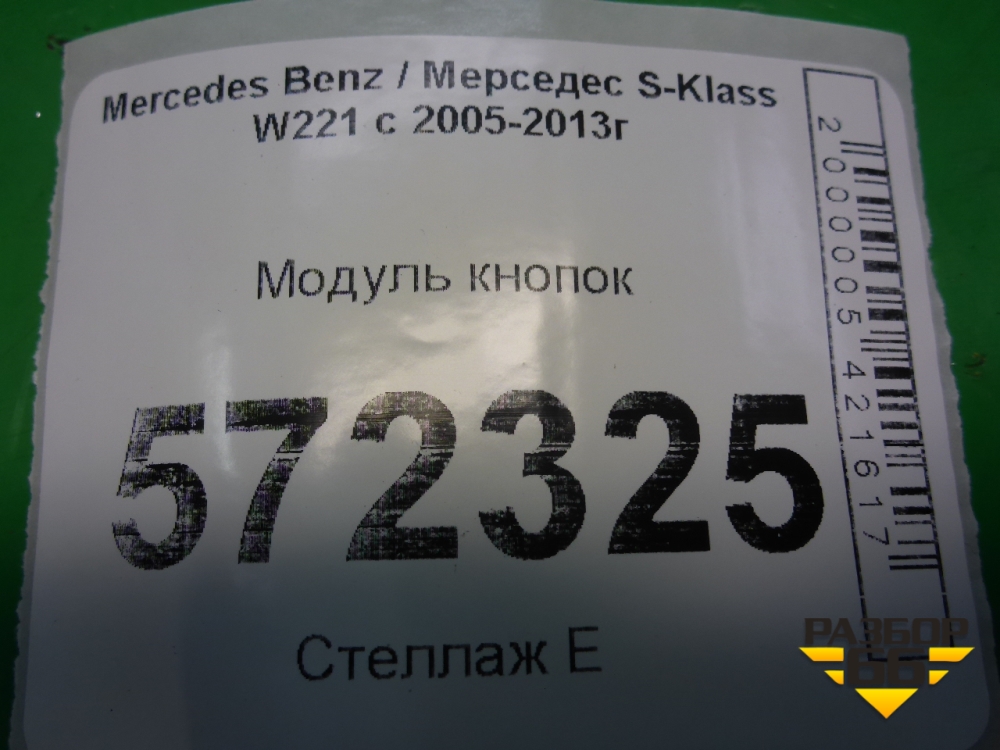 Mercedes Benz / Мерседес S-Klass
W221 с 2005-2013г
Модуль кнопок
572325
Стеллаж Е
2000005421617
РАЗБОР
66